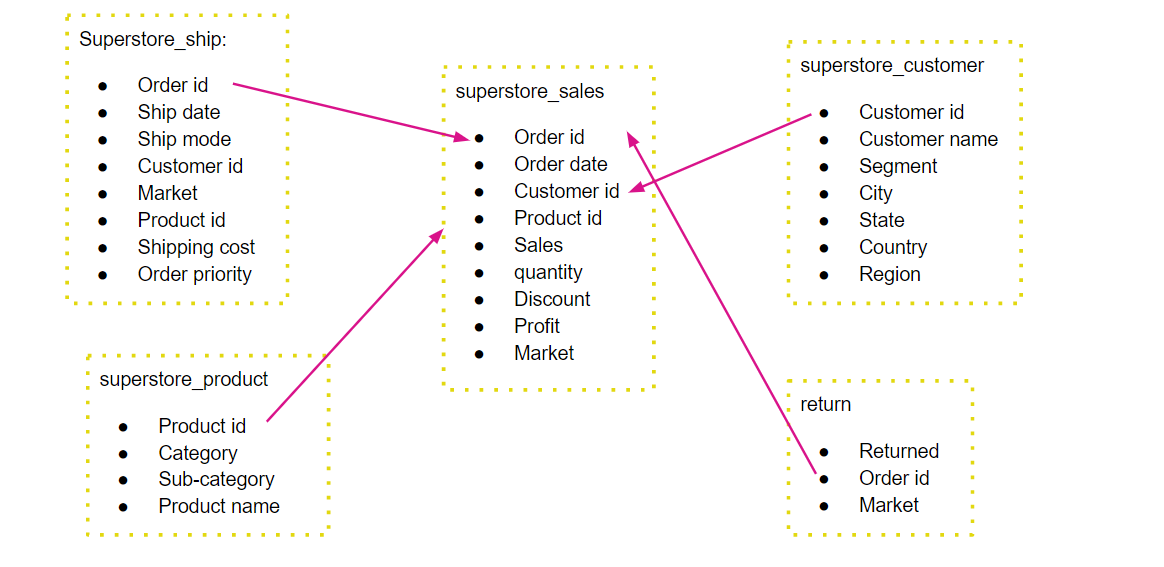 Superstore_ship:
● Order id
● Ship date
● Ship mode
● Customer id
● Market
● Product id
● Shipping cost
● Order priority
superstore_sales
● Order id
● Order date
● Customer id
● Product id
● Sales
● quantity
● Discount
● Profit
● Market
superstore_customer
● Customer id
● Customer name
● Segment
● City
● State
● Country
● Region
superstore_product
● Product id
● Category
● Sub-category
● Product name
return
● Returned
● Order id
● Market